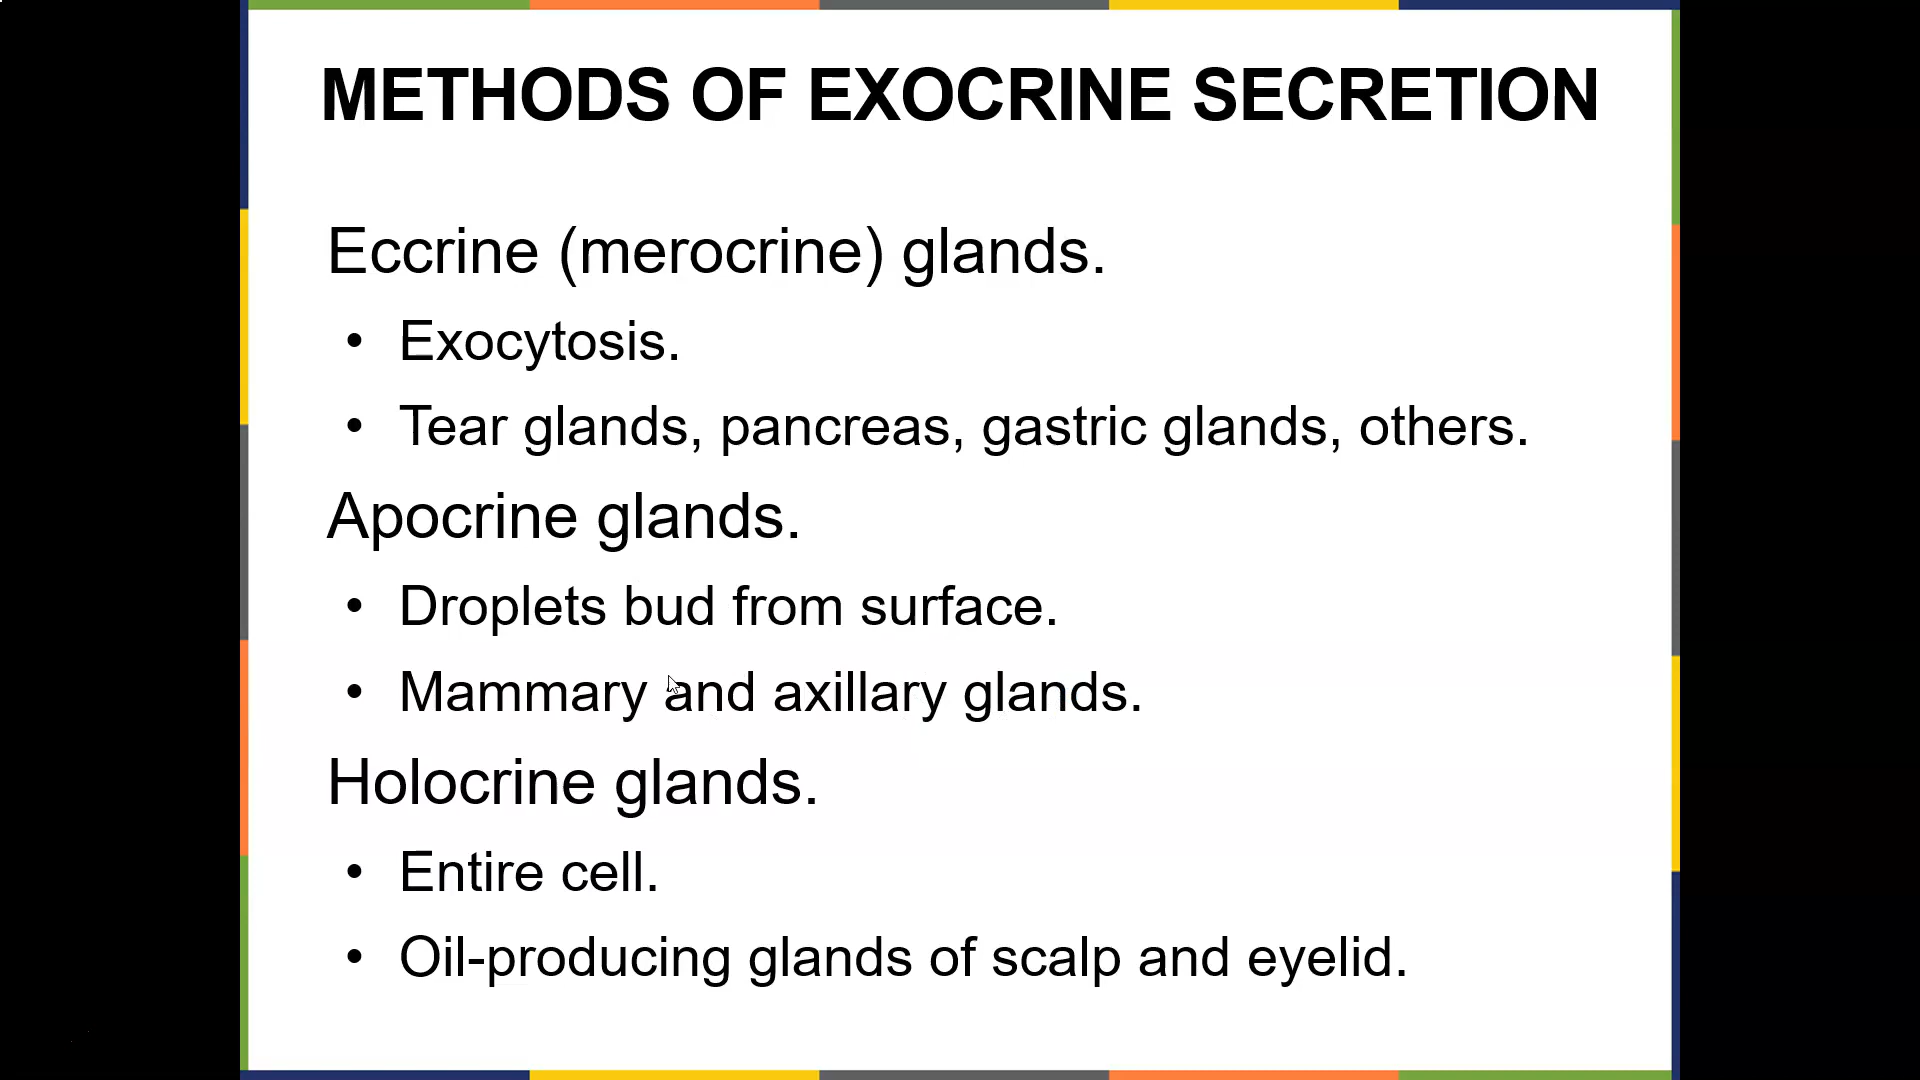 METHODS OF EXOCRINE SECRETION
Eccrine (merocrine) glands.
• Exocytosis.
• Tear glands, pancreas, gastric glands, others.
Apocrine glands.
• Droplets bud from surface.
• Mammary and axillary glands.
Holocrine glands.
• Entire cell.
• Oil-producing glands of scalp and eyelid.